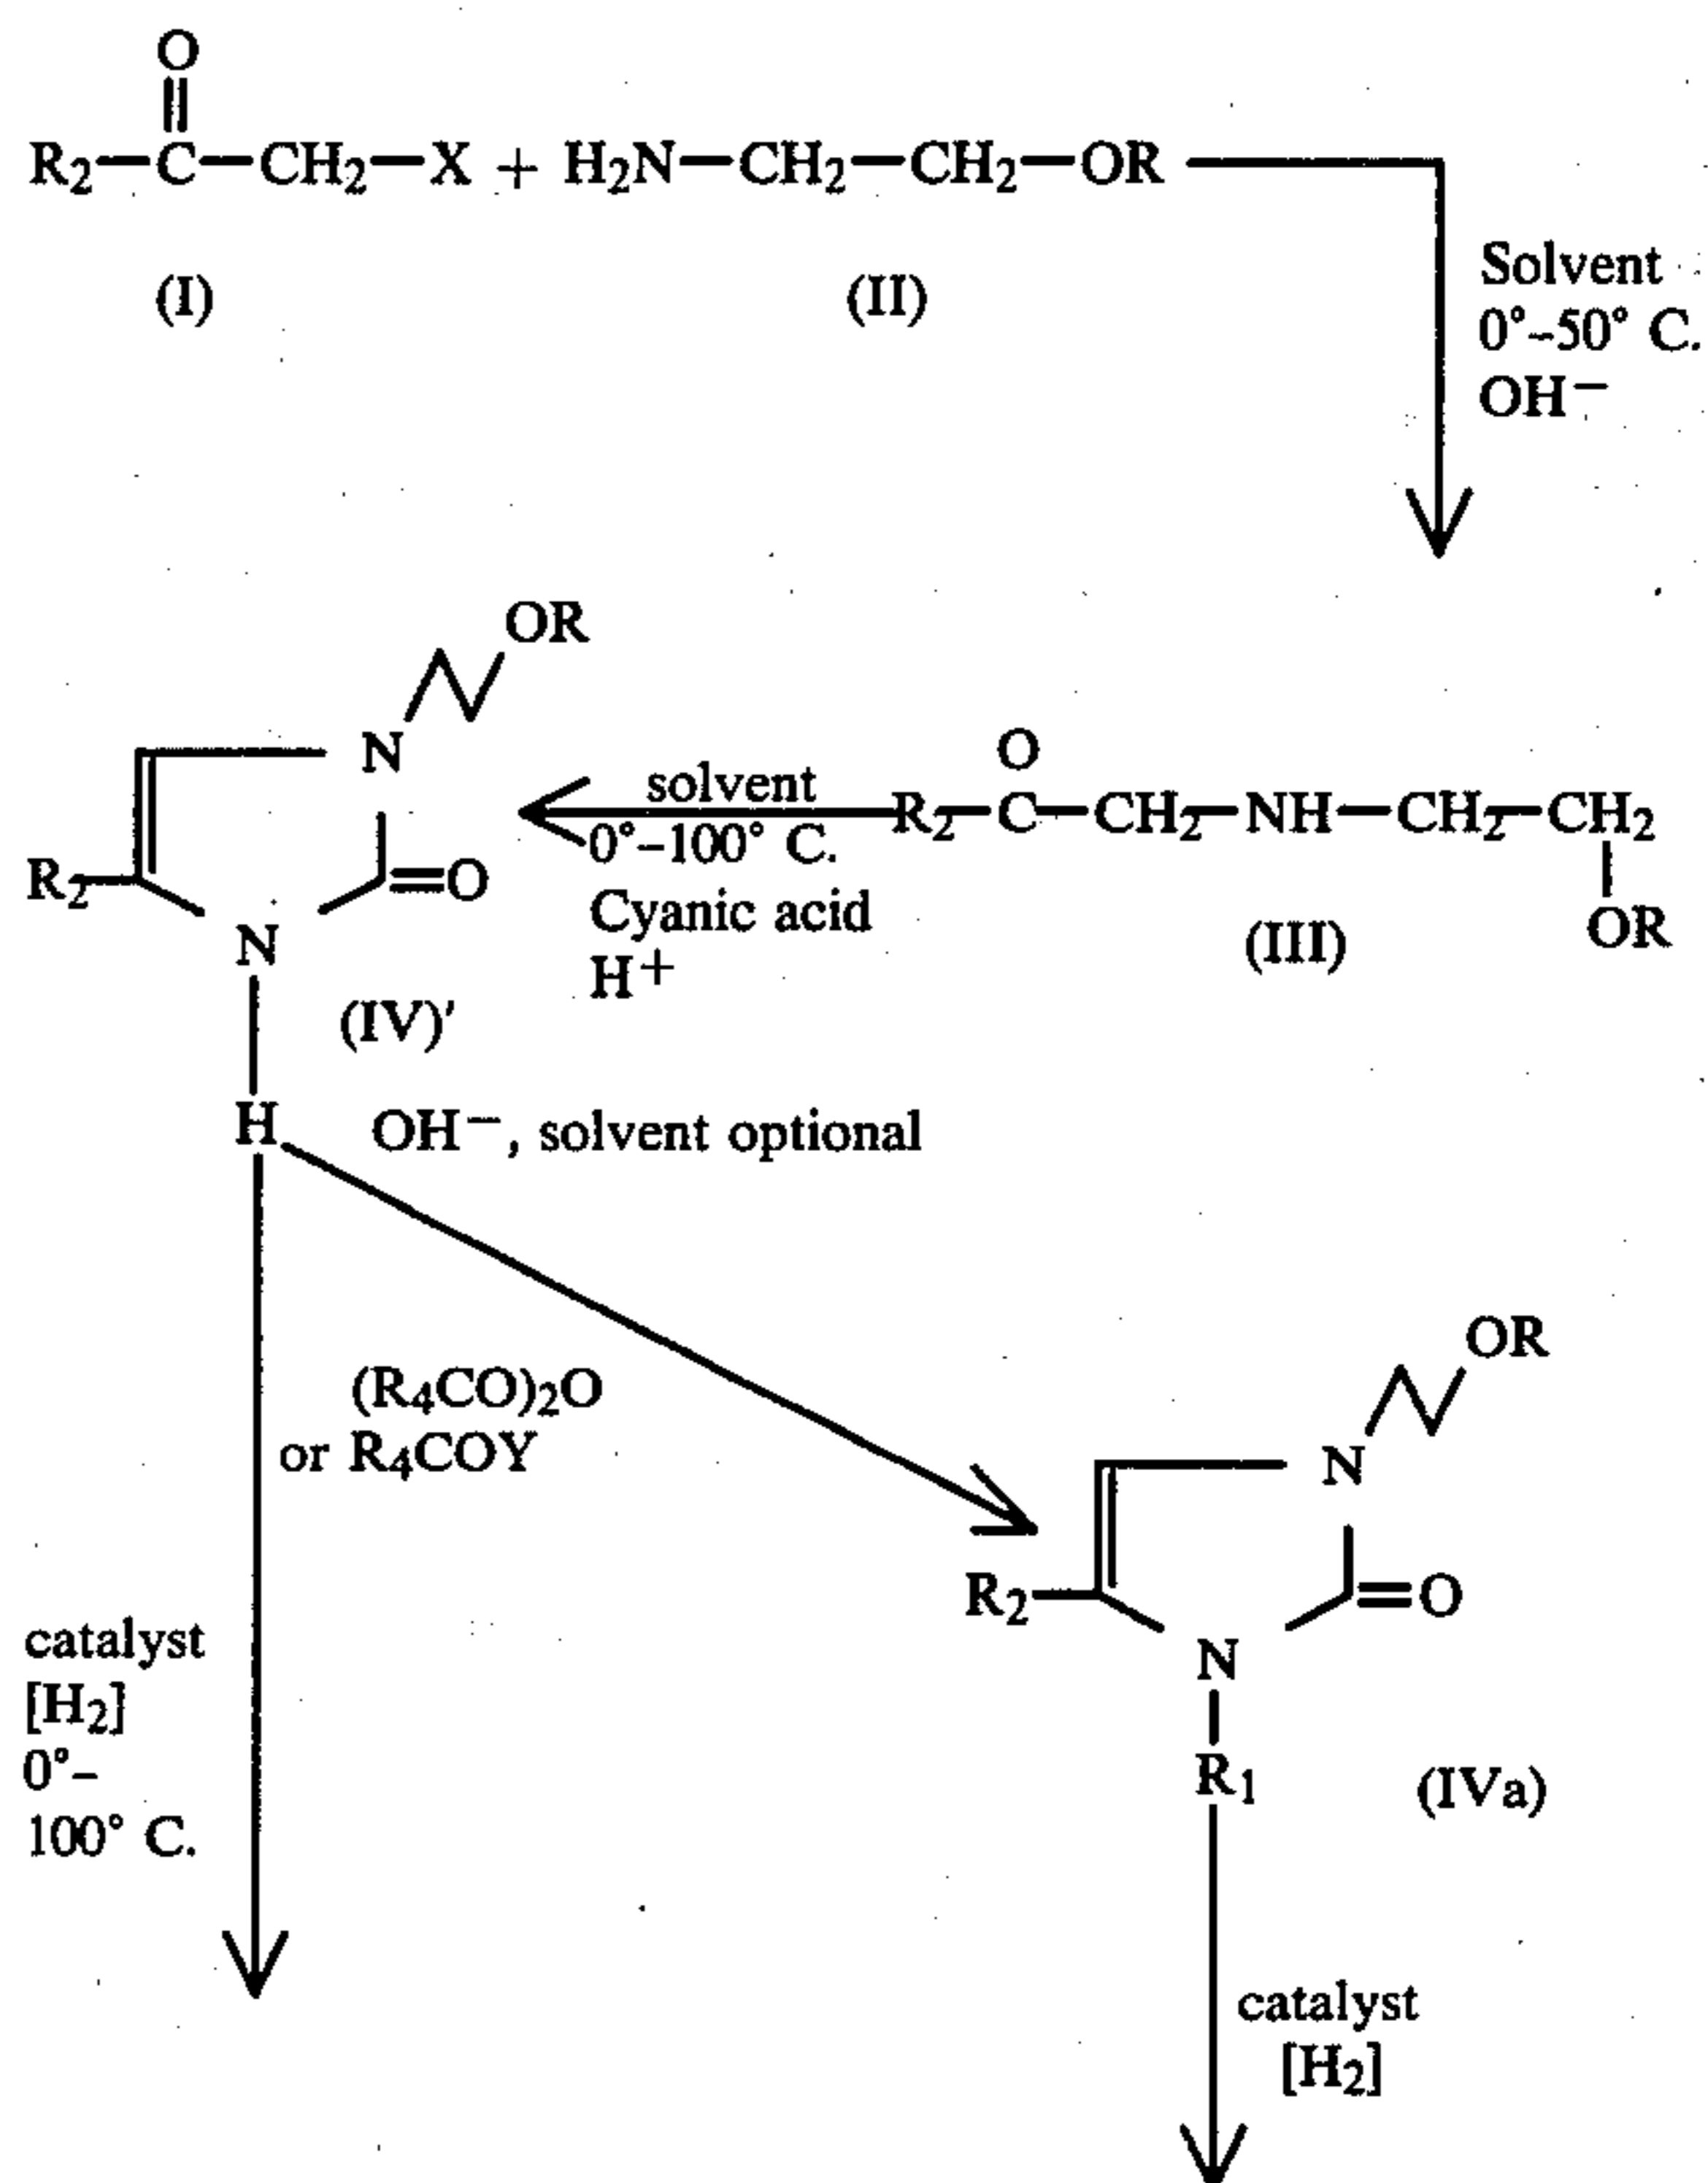 O
R₂—C—CH₂—X + H₂N—CH₂—CH₂—OR
(I) (II)
Solvent
0°–50° C.
OH⁻
OR
N
R₂ =O
N
(IV)'
H
solvent
0°–100° C.
Cyanic acid
H⁺
O
R₂—C—CH₂—NH—CH₂—CH₂
OR
(III)
OH⁻, solvent optional
(R₄CO)₂O
or R₄COY
catalyst
[H₂]
0°–
100° C.
OR
N
R₂ =O
N
R₁
(IVa)
catalyst
[H₂]